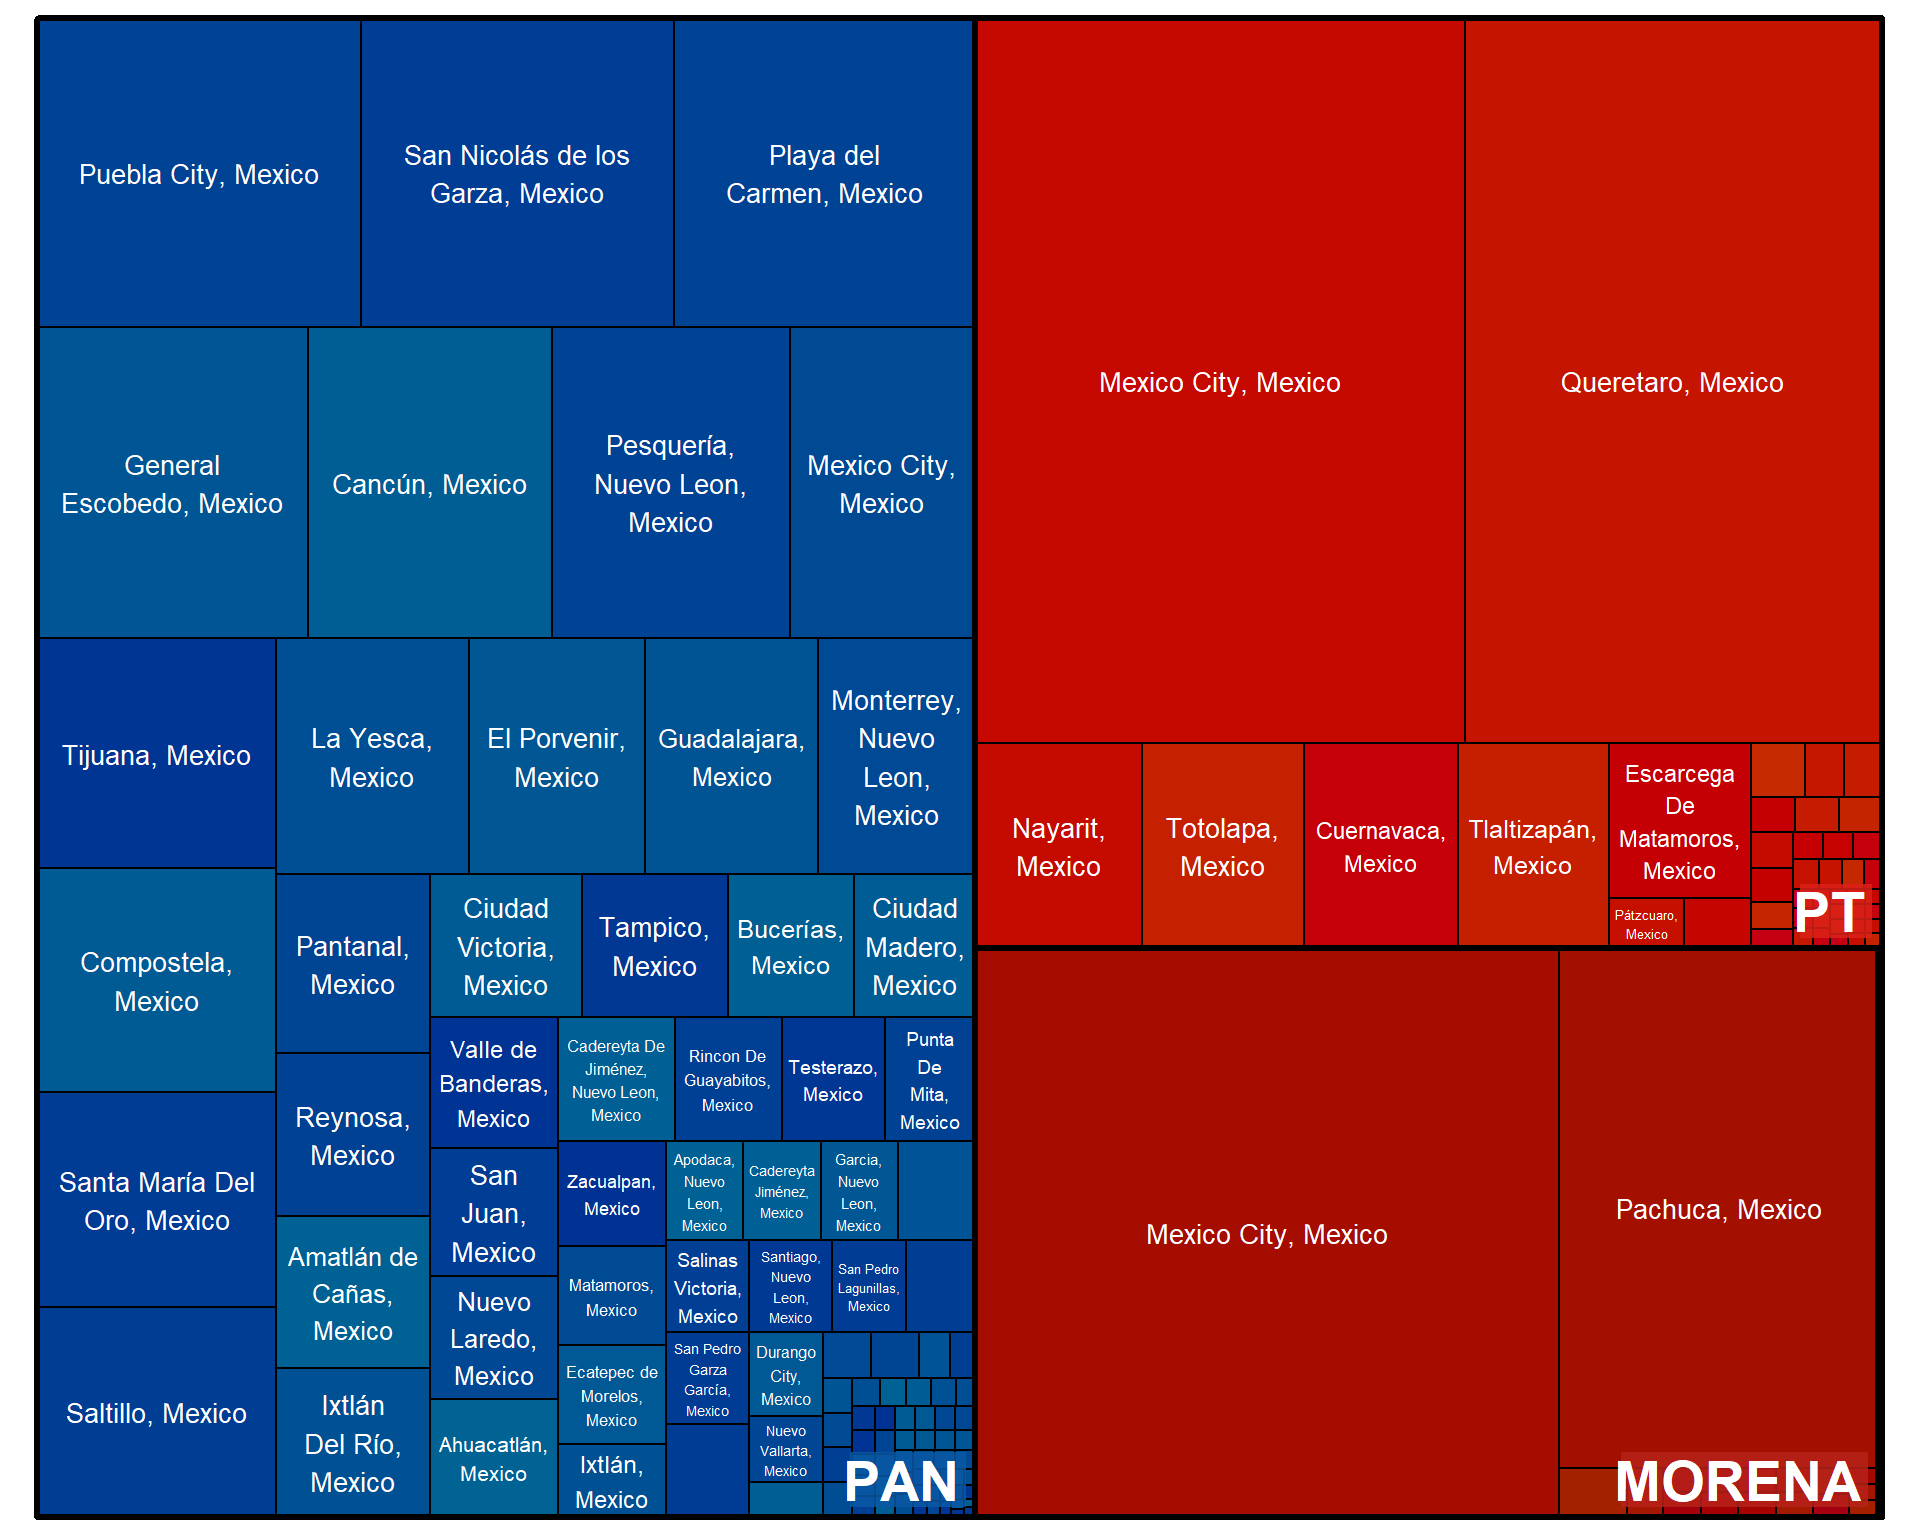 Puebla City, Mexico
San Nicolás de los
Garza, Mexico
Playa del
Carmen, Mexico
General
Escobedo, Mexico
Cancún, Mexico
Pesquería,
Nuevo Leon,
Mexico
Mexico City,
Mexico
Tijuana, Mexico
La Yesca,
Mexico
El Porvenir,
Mexico
Guadalajara,
Mexico
Monterrey,
Nuevo
Leon,
Mexico
Compostela,
Mexico
Santa María Del
Oro, Mexico
Saltillo, Mexico
Pantanal,
Mexico
Reynosa,
Mexico
Amatlán de
Cañas,
Mexico
Ixtlán
Del Río,
Mexico
Ciudad
Victoria,
Mexico
Tampico,
Mexico
Bucerías,
Mexico
Ciudad
Madero,
Mexico
Valle de
Banderas,
Mexico
San
Juan,
Mexico
Nuevo
Laredo,
Mexico
Ahuacatlán,
Mexico
Cadereyta De
Jiménez,
Nuevo Leon,
Mexico
Rincon De
Guayabitos,
Mexico
Testerazo,
Mexico
Punta
De
Mita,
Mexico
Zacualpan,
Mexico
Matamoros,
Mexico
Ecatepec de
Morelos,
Mexico
Ixtlán,
Mexico
Apodaca,
Nuevo
Leon,
Mexico
Cadereyta
Jiménez,
Mexico
Garcia,
Nuevo
Leon,
Mexico
Salinas
Victoria,
Mexico
Santiago,
Nuevo
Leon,
Mexico
San Pedro
Lagunillas,
Mexico
San Pedro
Garza
García,
Mexico
Durango
City,
Mexico
Nuevo
Vallarta,
Mexico
PAN
Mexico City, Mexico
Queretaro, Mexico
Nayarit,
Mexico
Totolapa,
Mexico
Cuernavaca,
Mexico
Tlaltizapán,
Mexico
Escarcega
De
Matamoros,
Mexico
Pátzcuaro,
Mexico
PT
Mexico City, Mexico
Pachuca, Mexico
MORENA